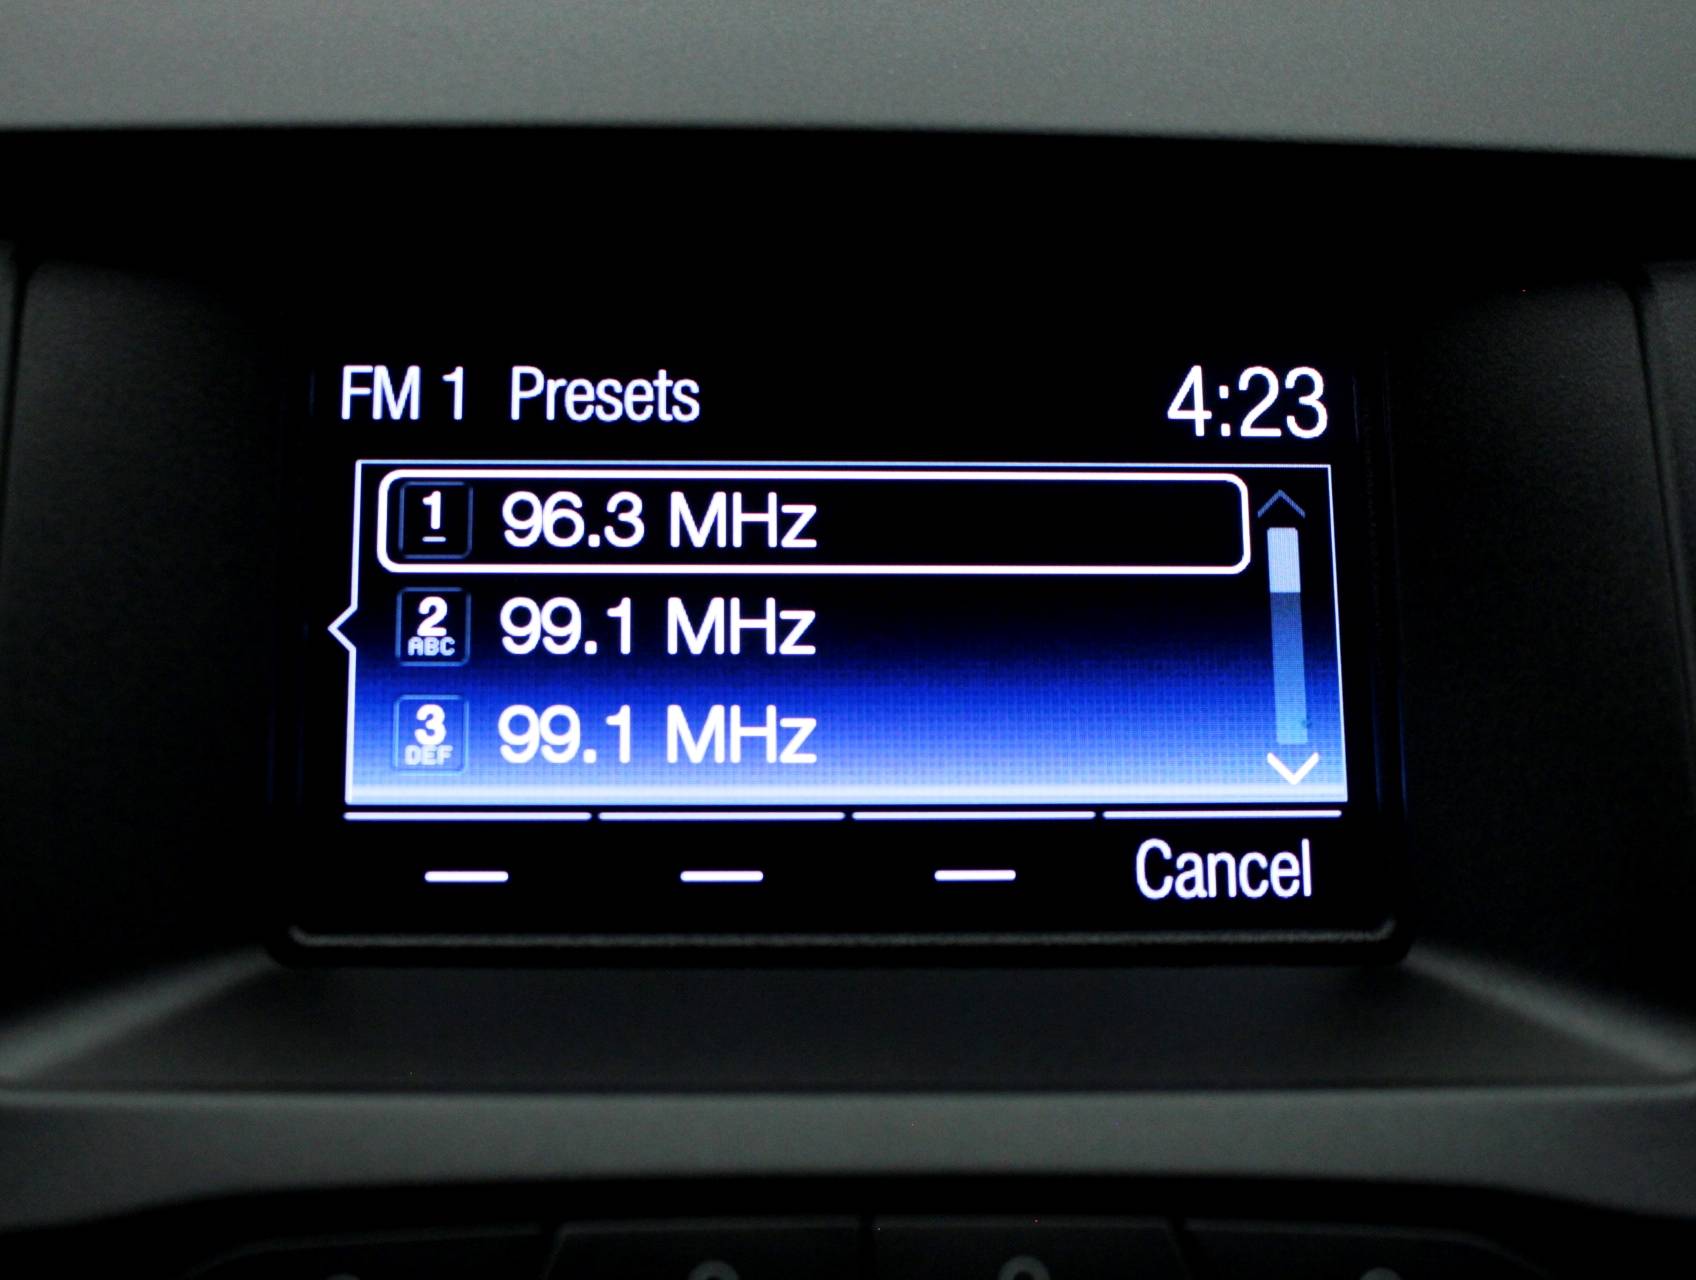 FM 1 Presets 4:23
1 96.3 MHz
2 ABC 99.1 MHz
3 DEF 99.1 MHz
Cancel